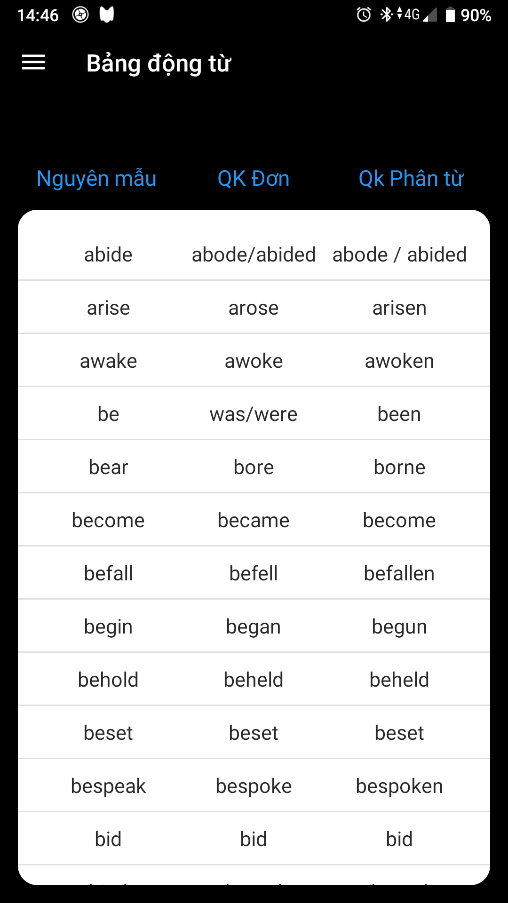 14:46 4G 90%
Bảng động từ
Nguyên mẫu QK Đơn Qk Phân từ
abide abode/abided abode / abided
arise arose arisen
awake awoke awoken
be was/were been
bear bore borne
become became become
befall befell befallen
begin began begun
behold beheld beheld
beset beset beset
bespeak bespoke bespoken
bid bid bid